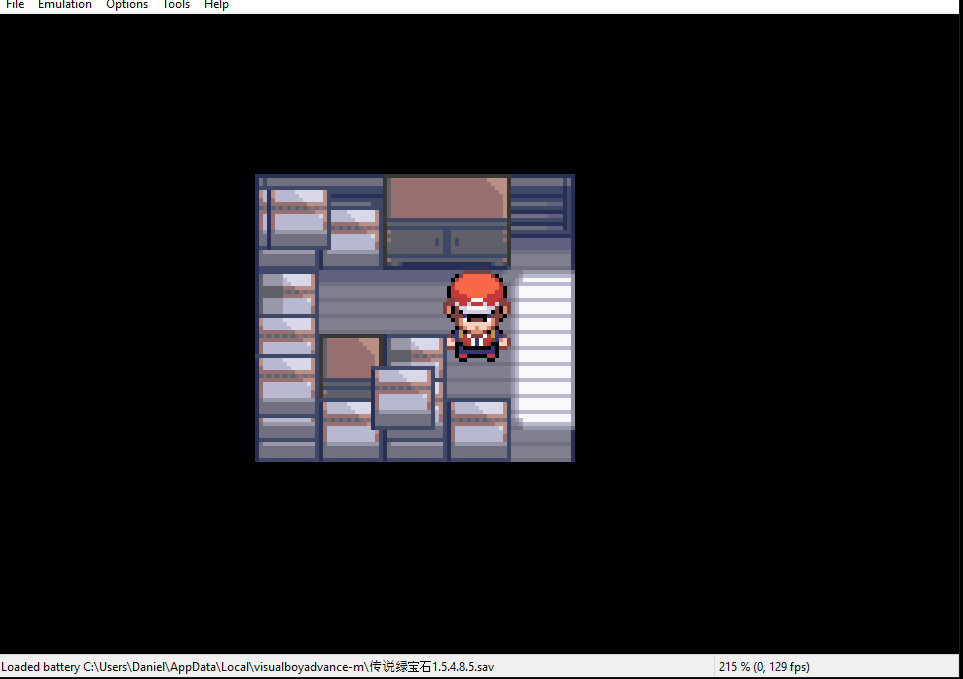 File Emulation Options Tools Help
Loaded battery C:\Users\Daniel\AppData\Local\visualboyadvance-m\传说绿宝石1.5.4.8.5.sav 215 % (0, 129 fps)